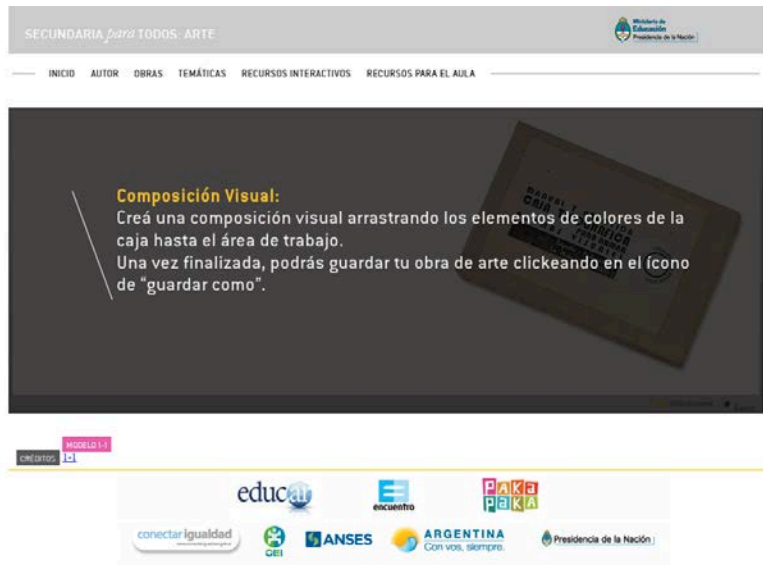 SECUNDARIA para TODOS: ARTE
Ministerio de
Educación
Presidencia de la Nación
INICIO AUTOR OBRAS TEMÁTICAS RECURSOS INTERACTIVOS RECURSOS PARA EL AULA
Composición Visual:
Creá una composición visual arrastrando los elementos de colores de la
caja hasta el área de trabajo.
Una vez finalizada, podrás guardar tu obra de arte clickeando en el ícono
de “guardar como”.
MODELO 1-1
CRÉDITOS 1-1
educar encuentro PAKA PAKA
conectar igualdad OEI ANSES ARGENTINA
Con vos, siempre.
Presidencia de la Nación